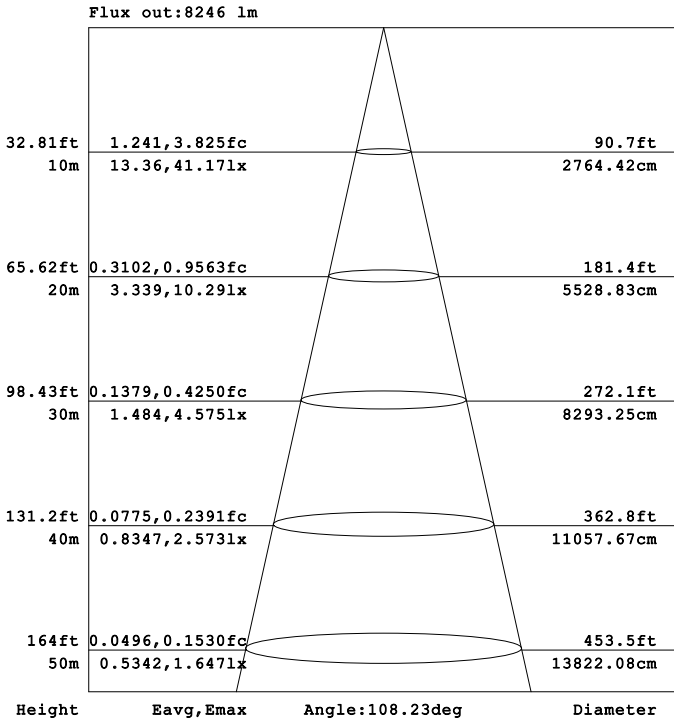 Flux out:8246 lm
32.81ft 1.241,3.825fc 90.7ft
10m 13.36,41.17lx 2764.42cm
65.62ft 0.3102,0.9563fc 181.4ft
20m 3.339,10.29lx 5528.83cm
98.43ft 0.1379,0.4250fc 272.1ft
30m 1.484,4.575lx 8293.25cm
131.2ft 0.0775,0.2391fc 362.8ft
40m 0.8347,2.573lx 11057.67cm
164ft 0.0496,0.1530fc 453.5ft
50m 0.5342,1.647lx 13822.08cm
Height Eavg,Emax Angle:108.23deg Diameter